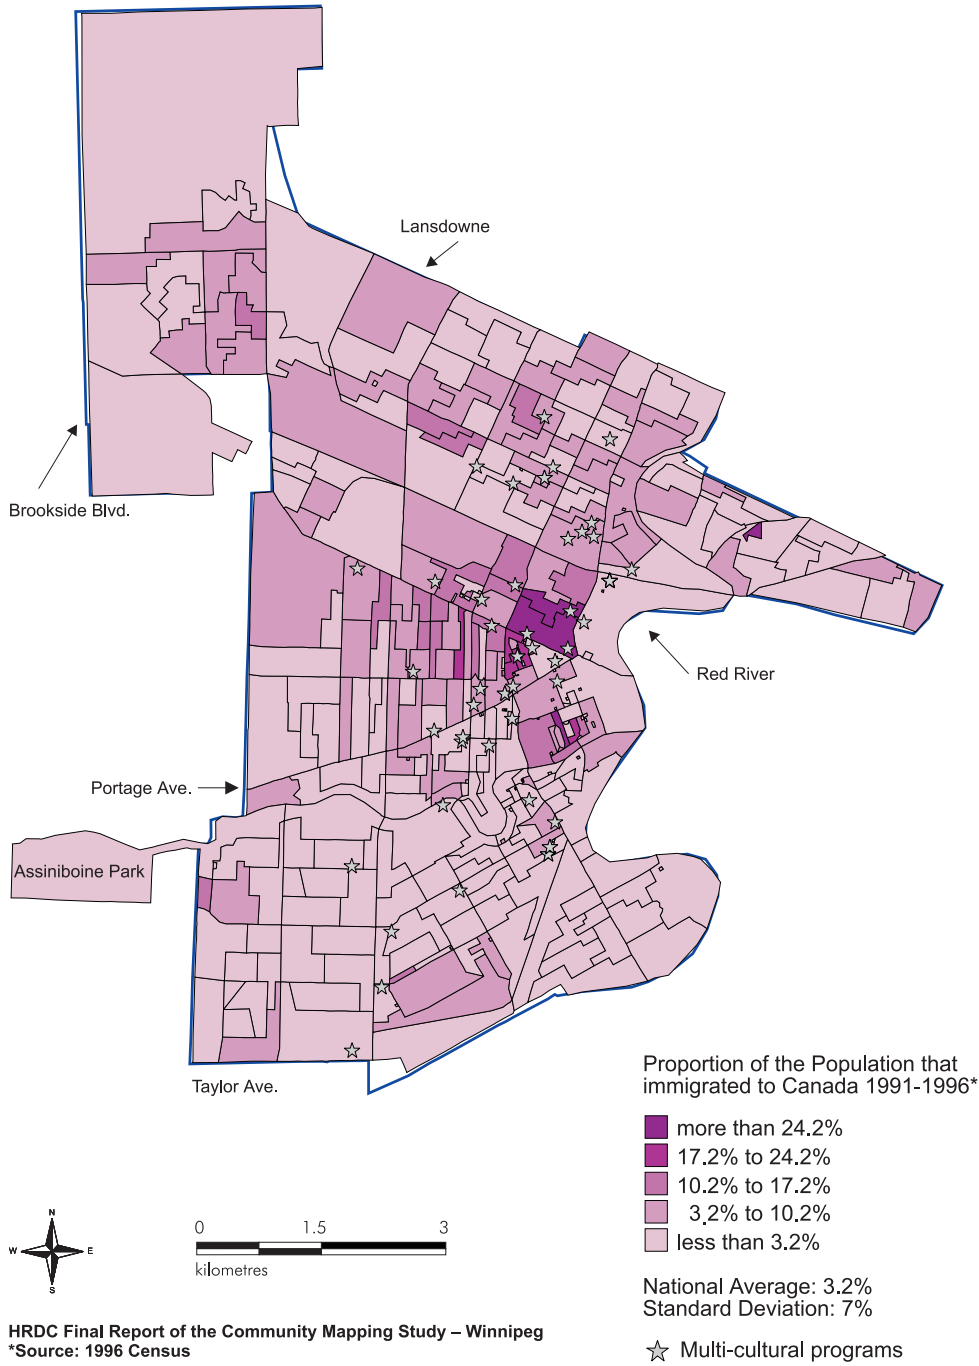 Lansdowne
Brookside Blvd.
Red River
Portage Ave.
Assiniboine Park
Taylor Ave.
Proportion of the Population that
immigrated to Canada 1991-1996*
more than 24.2%
17.2% to 24.2%
10.2% to 17.2%
3.2% to 10.2%
less than 3.2%
National Average: 3.2%
Standard Deviation: 7%
Multi-cultural programs
N
W E
S
0 1.5 3
kilometres
HRDC Final Report of the Community Mapping Study – Winnipeg
*Source: 1996 Census